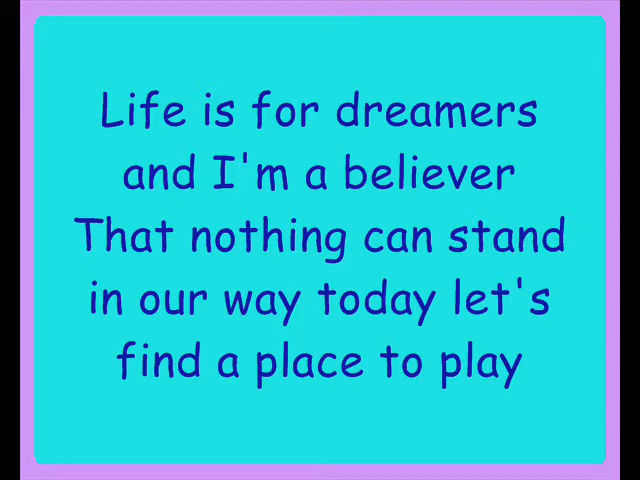 Life is for dreamers
and I'm a believer
That nothing can stand
in our way today let's
find a place to play